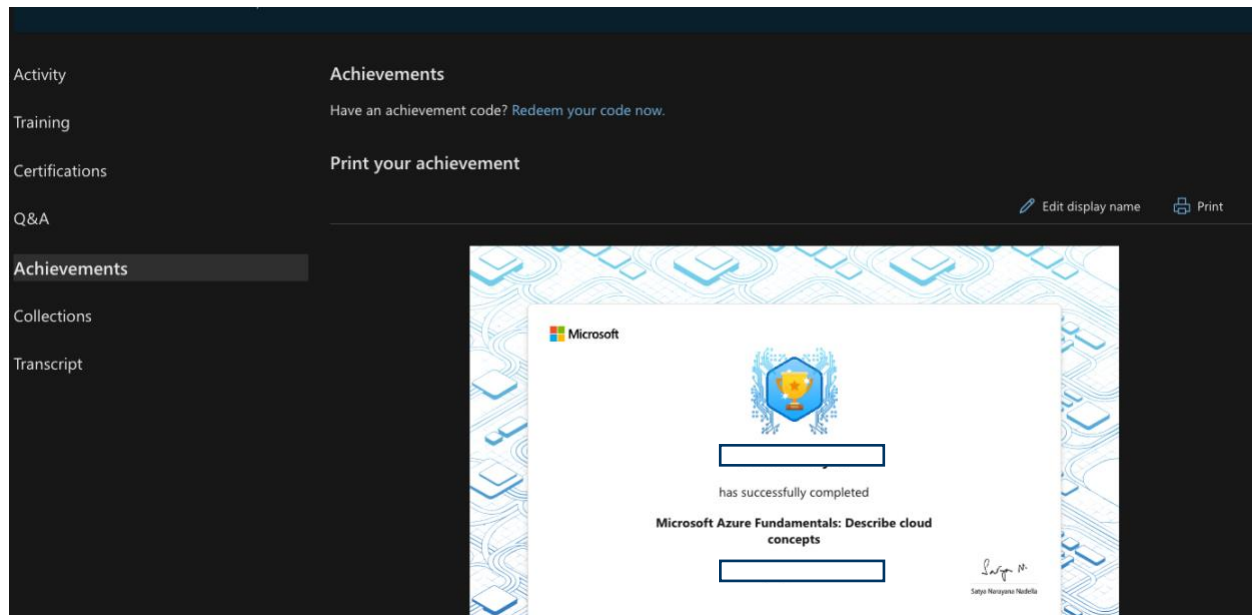 Activity
Training
Certifications
Q&A
Achievements
Collections
Transcript
Achievements
Have an achievement code? Redeem your code now.
Print your achievement
Edit display name
Print
Microsoft
has successfully completed
Microsoft Azure Fundamentals: Describe cloud
concepts
Satya N.
Satya Narayana Nadella